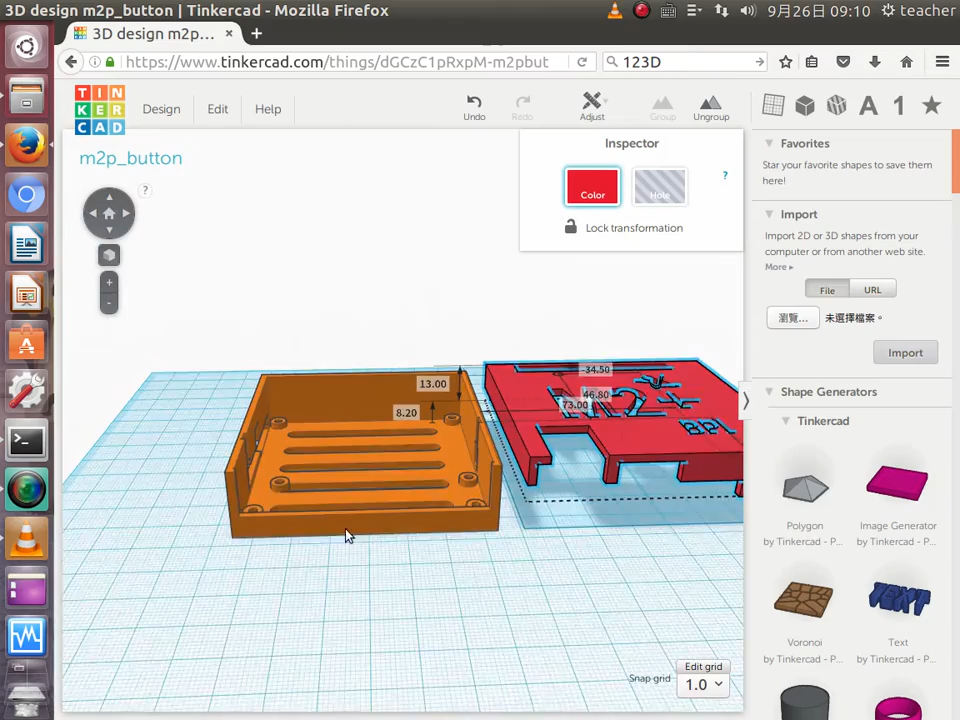 3D design m2p_button | Tinkercad - Mozilla Firefox
9月26日 09:10
teacher
3D design m2p...
https://www.tinkercad.com/things/dGCzC1pRxpM-m2pbut
123D
TIN
KER
CAD
Design
Edit
Help
Undo
Redo
Adjust
Group
Ungroup
m2p_button
?
+
-
Inspector
Color
Hole
?
Lock transformation
13.00
8.20
-34.50
46.80
73.00
Edit grid
Snap grid
1.0
Favorites
Star your favorite shapes to save them
here!
Import
Import 2D or 3D shapes from your
computer or from another web site.
More ▸
File
URL
瀏覽...
未選擇檔案。
Import
Shape Generators
Tinkercad
Polygon
by Tinkercad - P...
Image Generator
by Tinkercad - P...
TEXT
Voronoi
by Tinkercad - P...
Text
by Tinkercad - P...